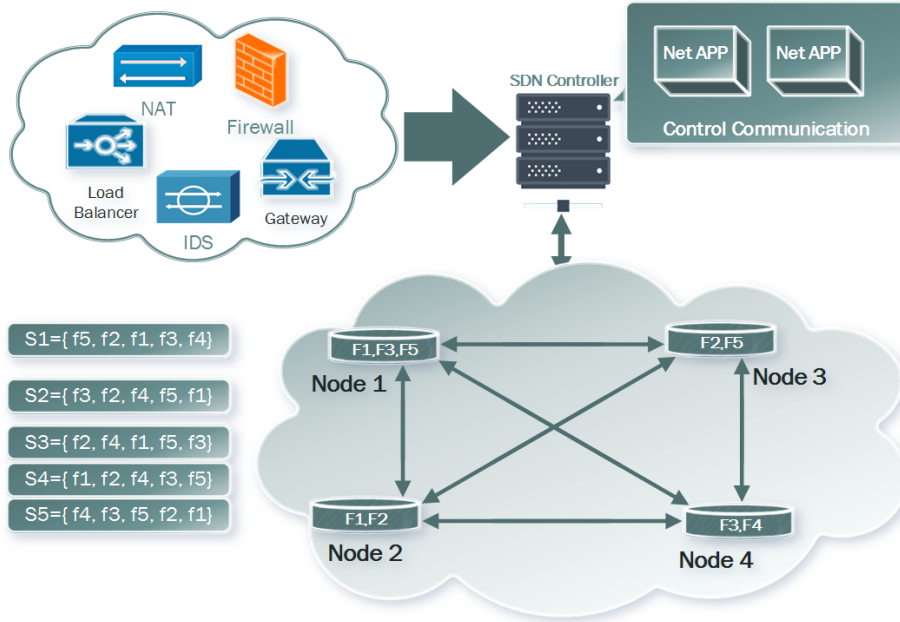 NAT
Firewall
Load
Balancer
IDS
Gateway
SDN Controller
Net APP
Net APP
Control Communication
S1={ f5, f2, f1, f3, f4}
S2={ f3, f2, f4, f5, f1}
S3={ f2, f4, f1, f5, f3}
S4={ f1, f2, f4, f3, f5}
S5={ f4, f3, f5, f2, f1}
F1,F3,F5
Node 1
F2,F5
Node 3
F1,F2
Node 2
F3,F4
Node 4